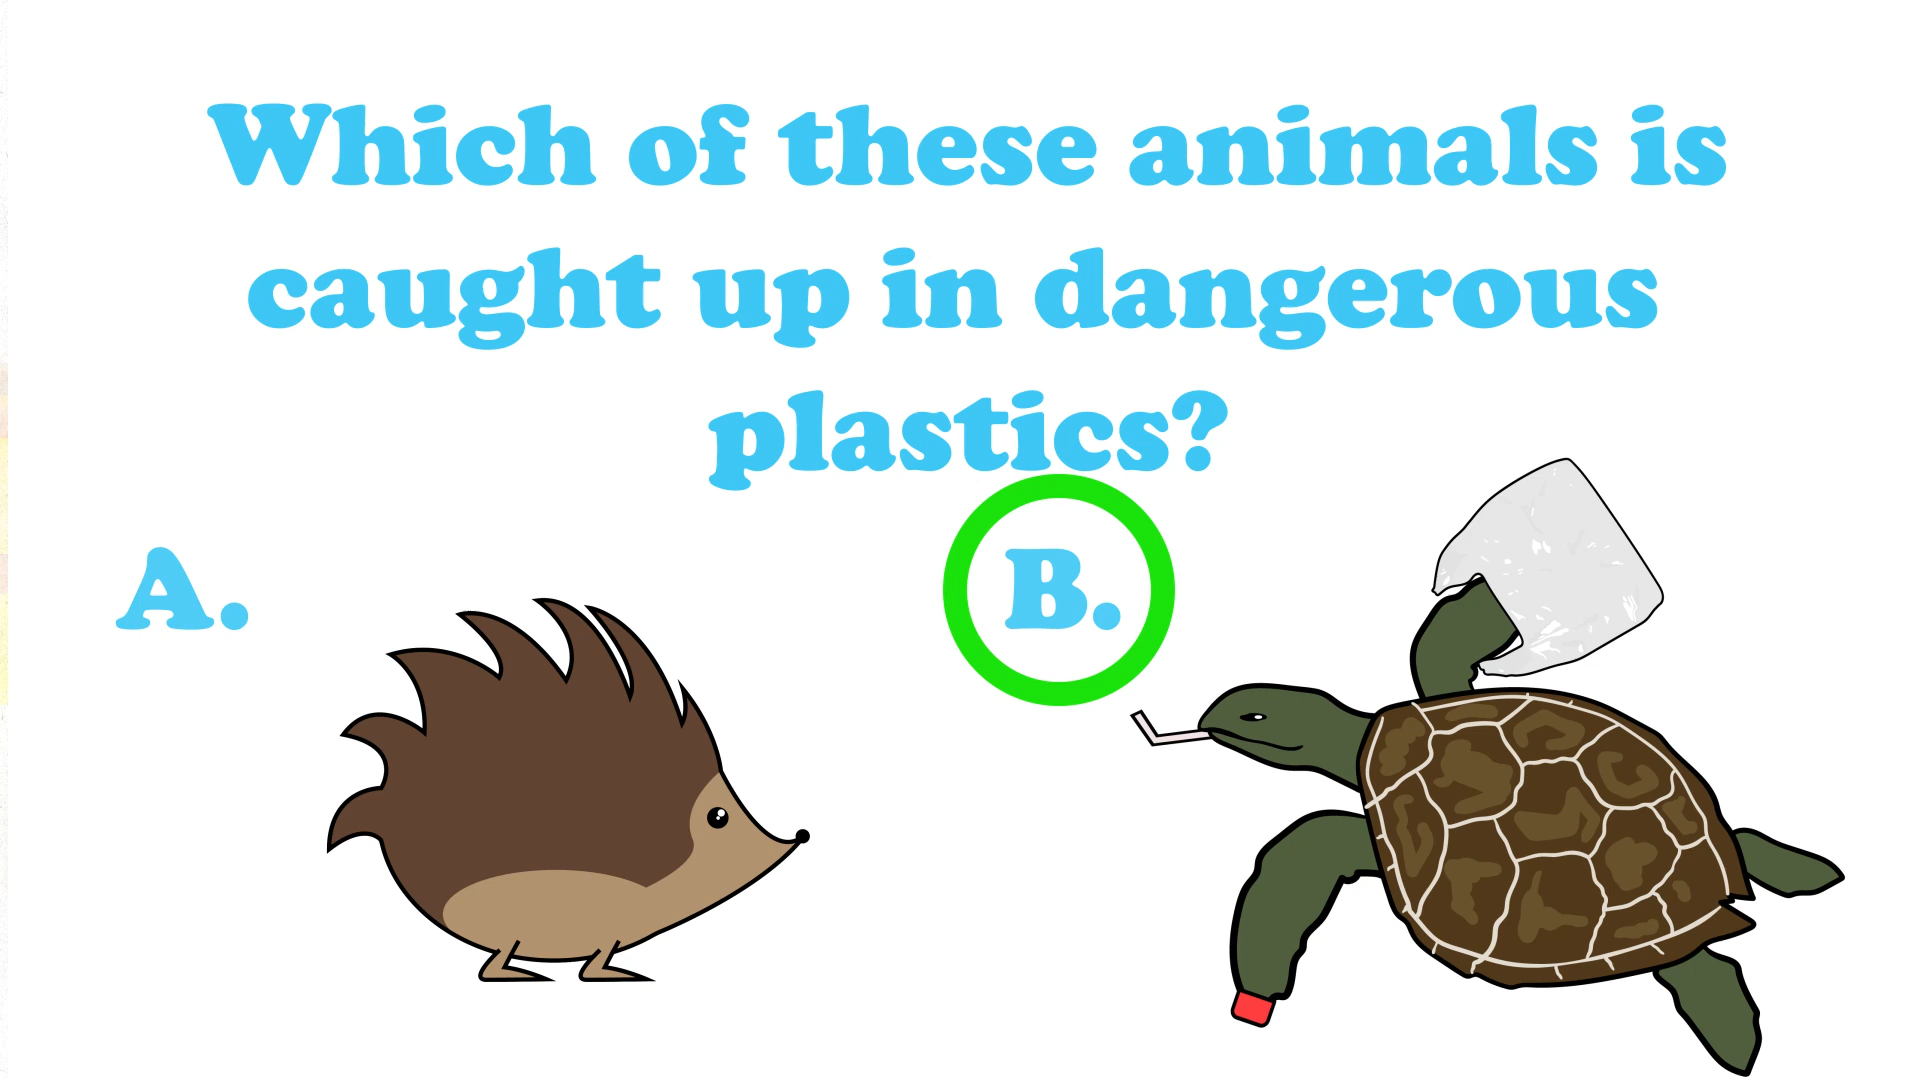 Which of these animals is
caught up in dangerous
plastics?
A.
B.